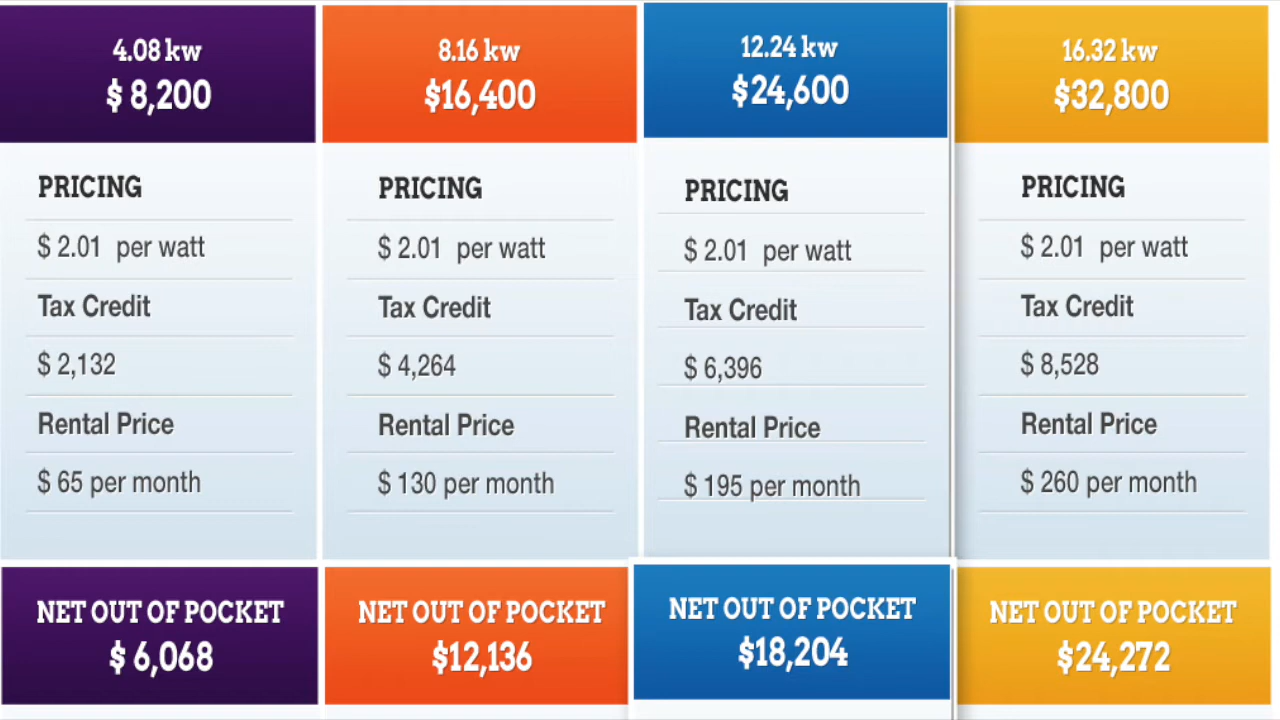 4.08 kw
$ 8,200
PRICING
$ 2.01 per watt
Tax Credit
$ 2,132
Rental Price
$ 65 per month
NET OUT OF POCKET
$ 6,068
8.16 kw
$16,400
PRICING
$ 2.01 per watt
Tax Credit
$ 4,264
Rental Price
$ 130 per month
NET OUT OF POCKET
$12,136
12.24 kw
$24,600
PRICING
$ 2.01 per watt
Tax Credit
$ 6,396
Rental Price
$ 195 per month
NET OUT OF POCKET
$18,204
16.32 kw
$32,800
PRICING
$ 2.01 per watt
Tax Credit
$ 8,528
Rental Price
$ 260 per month
NET OUT OF POCKET
$24,272